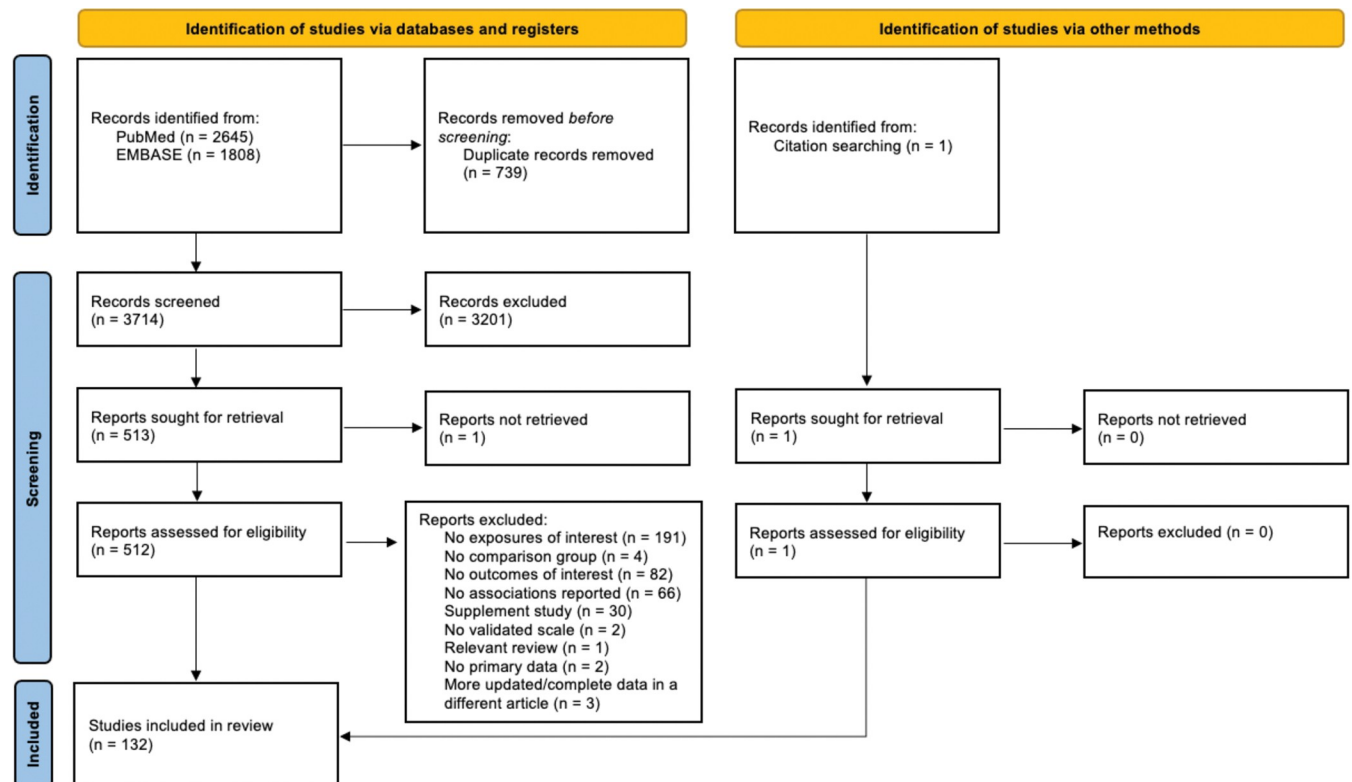 Identification of studies via databases and registers
Identification of studies via other methods
Identification
Records identified from:
PubMed (n = 2645)
EMBASE (n = 1808)
Records removed before
screening:
Duplicate records removed
(n = 739)
Records identified from:
Citation searching (n = 1)
Screening
Records screened
(n = 3714)
Records excluded
(n = 3201)
Reports sought for retrieval
(n = 513)
Reports not retrieved
(n = 1)
Reports sought for retrieval
(n = 1)
Reports not retrieved
(n = 0)
Reports assessed for eligibility
(n = 512)
Reports excluded:
No exposures of interest (n = 191)
No comparison group (n = 4)
No outcomes of interest (n = 82)
No associations reported (n = 66)
Supplement study (n = 30)
No validated scale (n = 2)
Relevant review (n = 1)
No primary data (n = 2)
More updated/complete data in a
different article (n = 3)
Reports assessed for eligibility
(n = 1)
Reports excluded (n = 0)
Included
Studies included in review
(n = 132)